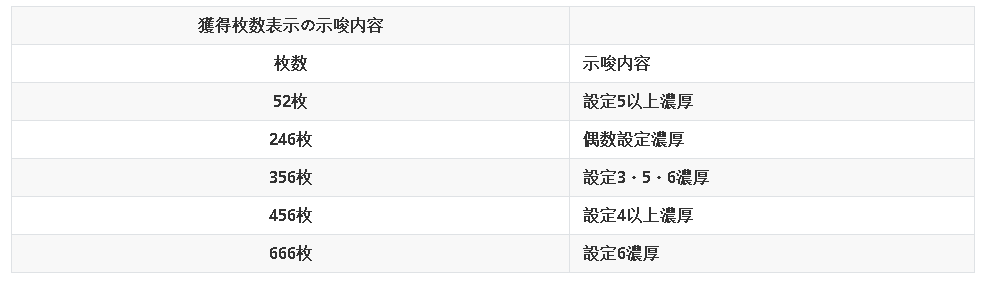 獲得枚数表示の示唆内容
枚数 示唆内容
52枚 設定5以上濃厚
246枚 偶数設定濃厚
356枚 設定3・5・6濃厚
456枚 設定4以上濃厚
666枚 設定6濃厚